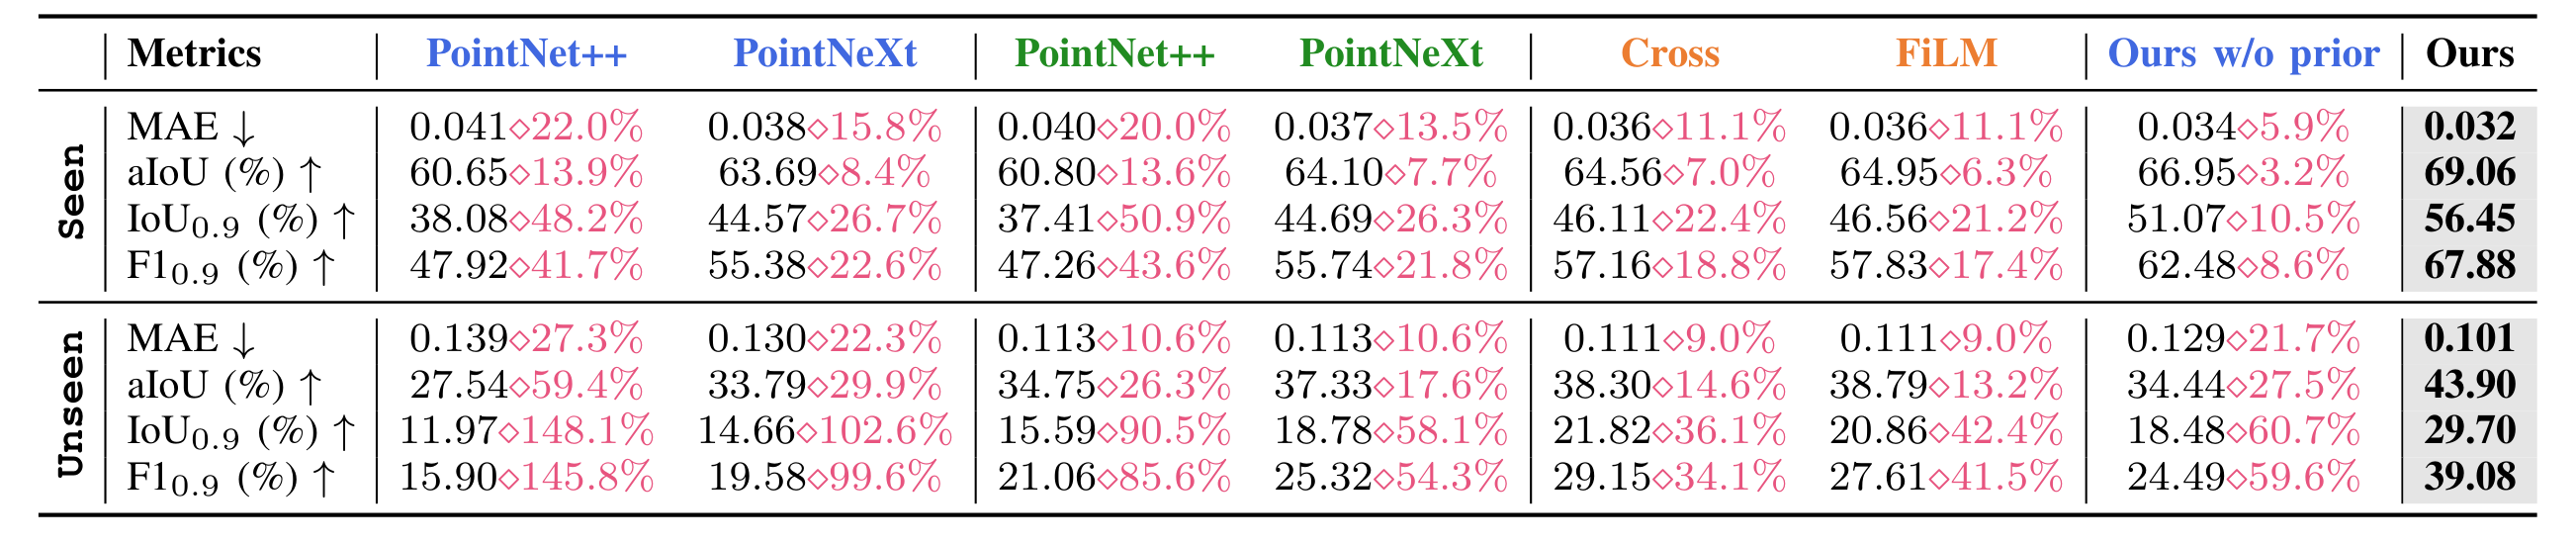 Metrics PointNet++ PointNeXt PointNet++ PointNeXt Cross FiLM Ours w/o prior Ours
Seen
MAE ↓ 0.041◇22.0% 0.038◇15.8% 0.040◇20.0% 0.037◇13.5% 0.036◇11.1% 0.036◇11.1% 0.034◇5.9% 0.032
aIoU (%) ↑ 60.65◇13.9% 63.69◇8.4% 60.80◇13.6% 64.10◇7.7% 64.56◇7.0% 64.95◇6.3% 66.95◇3.2% 69.06
IoU0.9 (%) ↑ 38.08◇48.2% 44.57◇26.7% 37.41◇50.9% 44.69◇26.3% 46.11◇22.4% 46.56◇21.2% 51.07◇10.5% 56.45
F10.9 (%) ↑ 47.92◇41.7% 55.38◇22.6% 47.26◇43.6% 55.74◇21.8% 57.16◇18.8% 57.83◇17.4% 62.48◇8.6% 67.88
Unseen
MAE ↓ 0.139◇27.3% 0.130◇22.3% 0.113◇10.6% 0.113◇10.6% 0.111◇9.0% 0.111◇9.0% 0.129◇21.7% 0.101
aIoU (%) ↑ 27.54◇59.4% 33.79◇29.9% 34.75◇26.3% 37.33◇17.6% 38.30◇14.6% 38.79◇13.2% 34.44◇27.5% 43.90
IoU0.9 (%) ↑ 11.97◇148.1% 14.66◇102.6% 15.59◇90.5% 18.78◇58.1% 21.82◇36.1% 20.86◇42.4% 18.48◇60.7% 29.70
F10.9 (%) ↑ 15.90◇145.8% 19.58◇99.6% 21.06◇85.6% 25.32◇54.3% 29.15◇34.1% 27.61◇41.5% 24.49◇59.6% 39.08